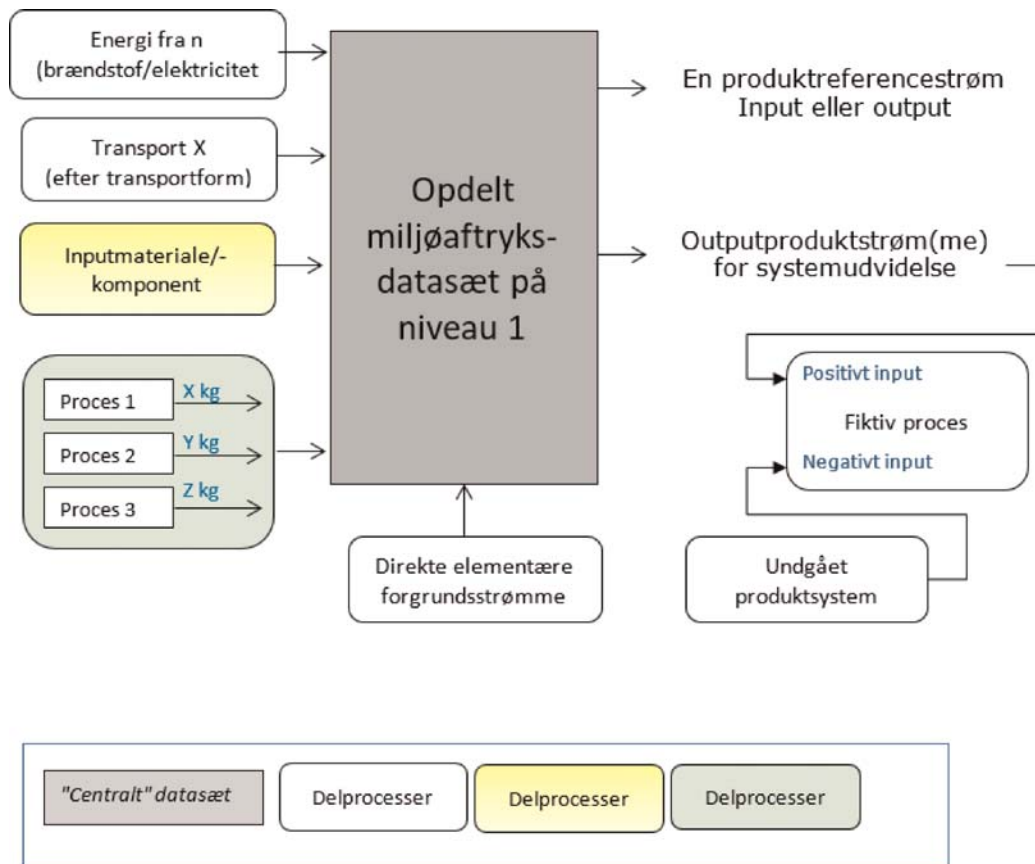 Energi fra n
(brændstof/elektricitet
Transport X
(efter transportform)
Inputmateriale/-
komponent
Proces 1
X kg
Proces 2
Y kg
Proces 3
Z kg
Opdelt
miljøaftryks-
datasæt på
niveau 1
Direkte elementære
forgrundsstrømme
En produktreferencestrøm
Input eller output
Outputproduktstrøm(me)
for systemudvidelse
Positivt input
Fiktiv proces
Negativt input
Undgået
produktsystem
"Centralt" datasæt
Delprocesser
Delprocesser
Delprocesser